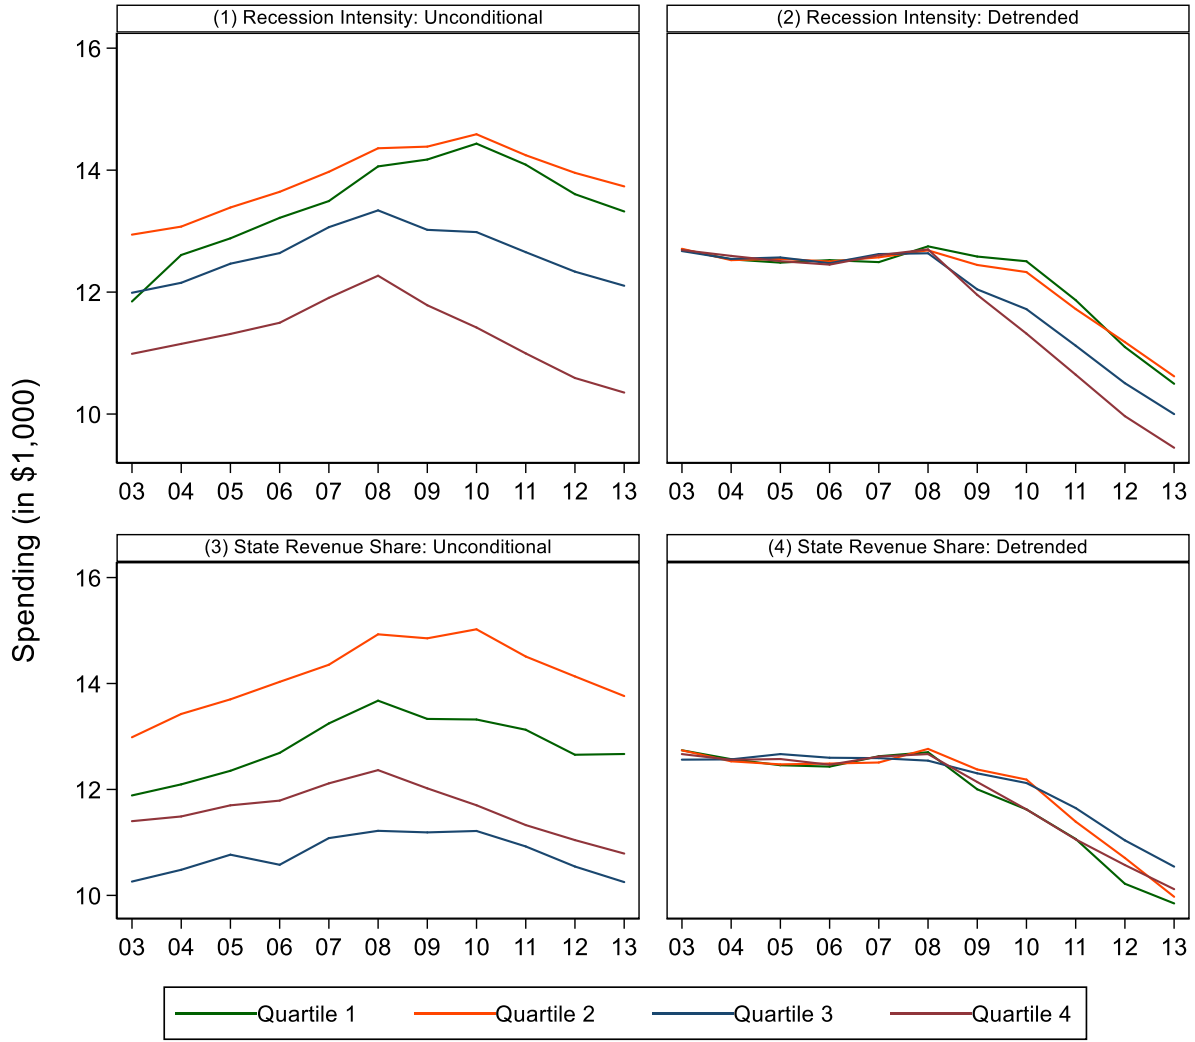 (1) Recession Intensity: Unconditional
(2) Recession Intensity: Detrended
16
14
12
10
03 04 05 06 07 08 09 10 11 12 13
03 04 05 06 07 08 09 10 11 12 13
Spending (in $1,000)
(3) State Revenue Share: Unconditional
(4) State Revenue Share: Detrended
16
14
12
10
03 04 05 06 07 08 09 10 11 12 13
03 04 05 06 07 08 09 10 11 12 13
Quartile 1 Quartile 2 Quartile 3 Quartile 4